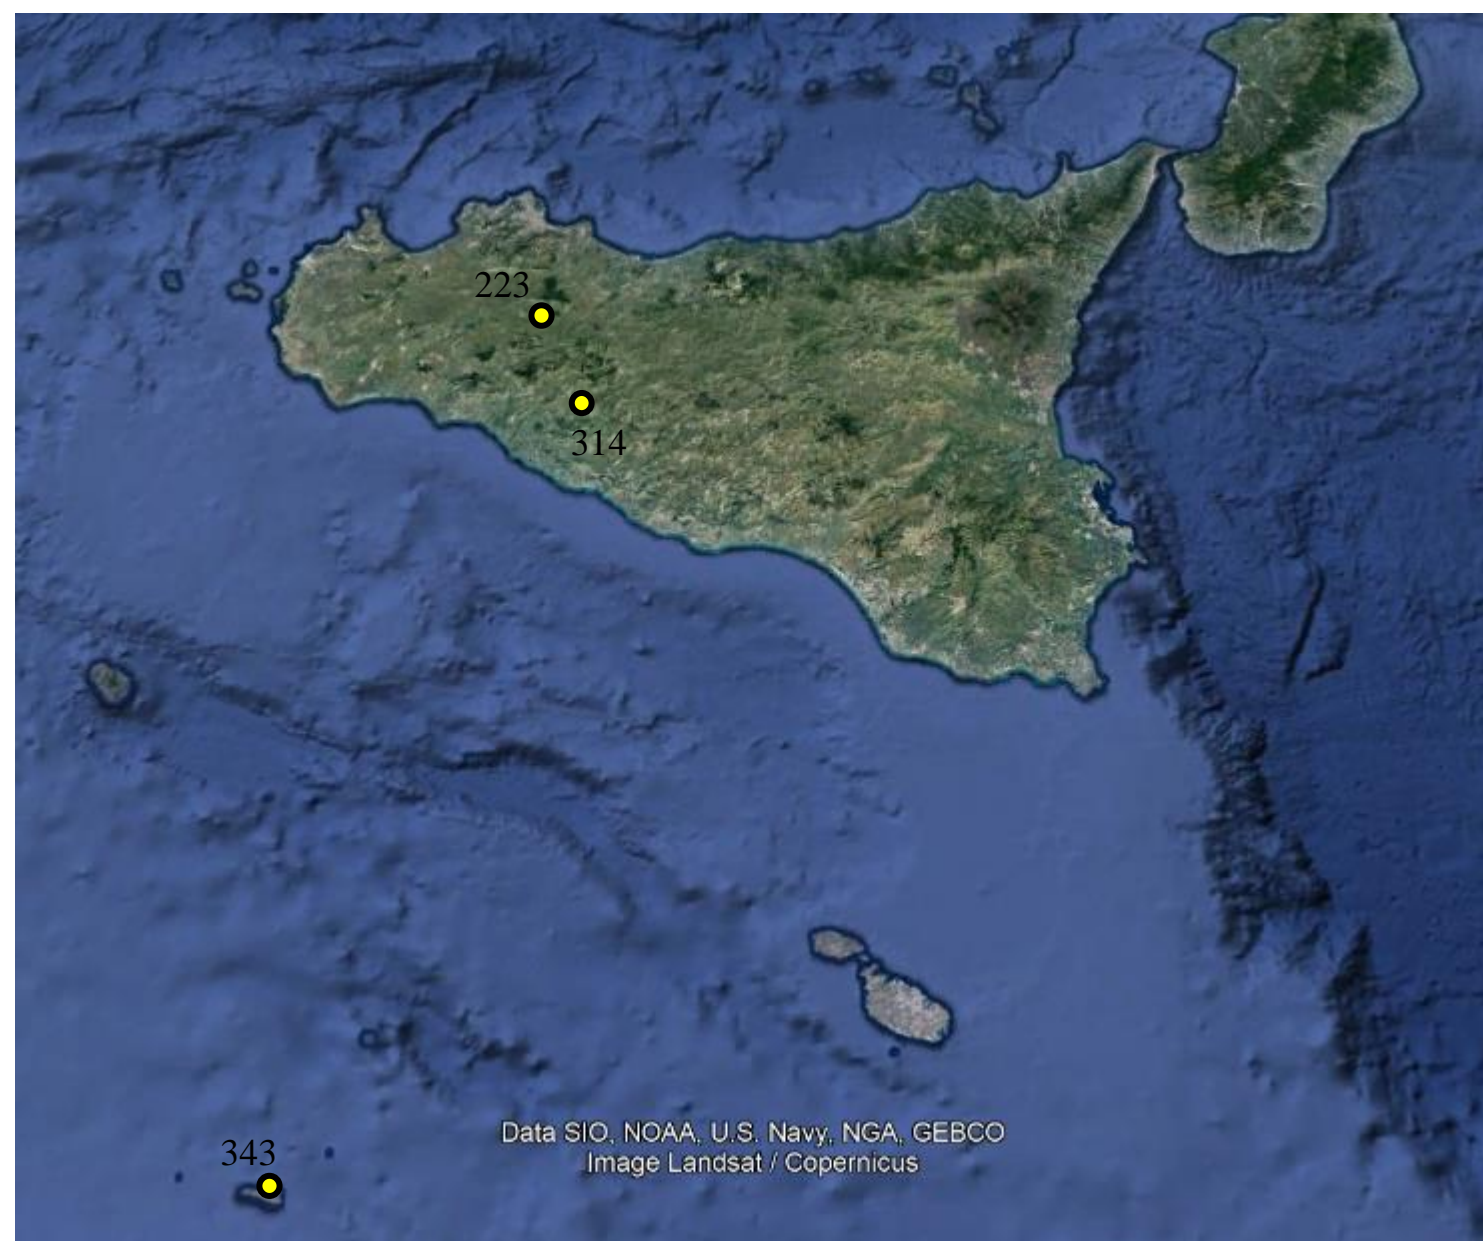 223
314
343
Data SIO, NOAA, U.S. Navy, NGA, GEBCO
Image Landsat / Copernicus